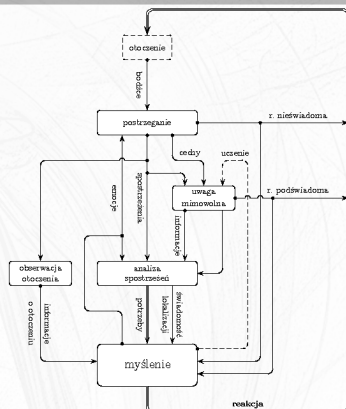 otoczenie
bodźce
postrzeganie
r. nieświadoma
cechy
uczenie
r. podświadoma
emocje
spostrzeżenia
uwaga
mimowolna
informacje
obserwacja
otoczenia
analiza
spostrzeżeń
informacje
o otoczeniu
potrzeby
świadomość
lokalizacji
myślenie
reakcja